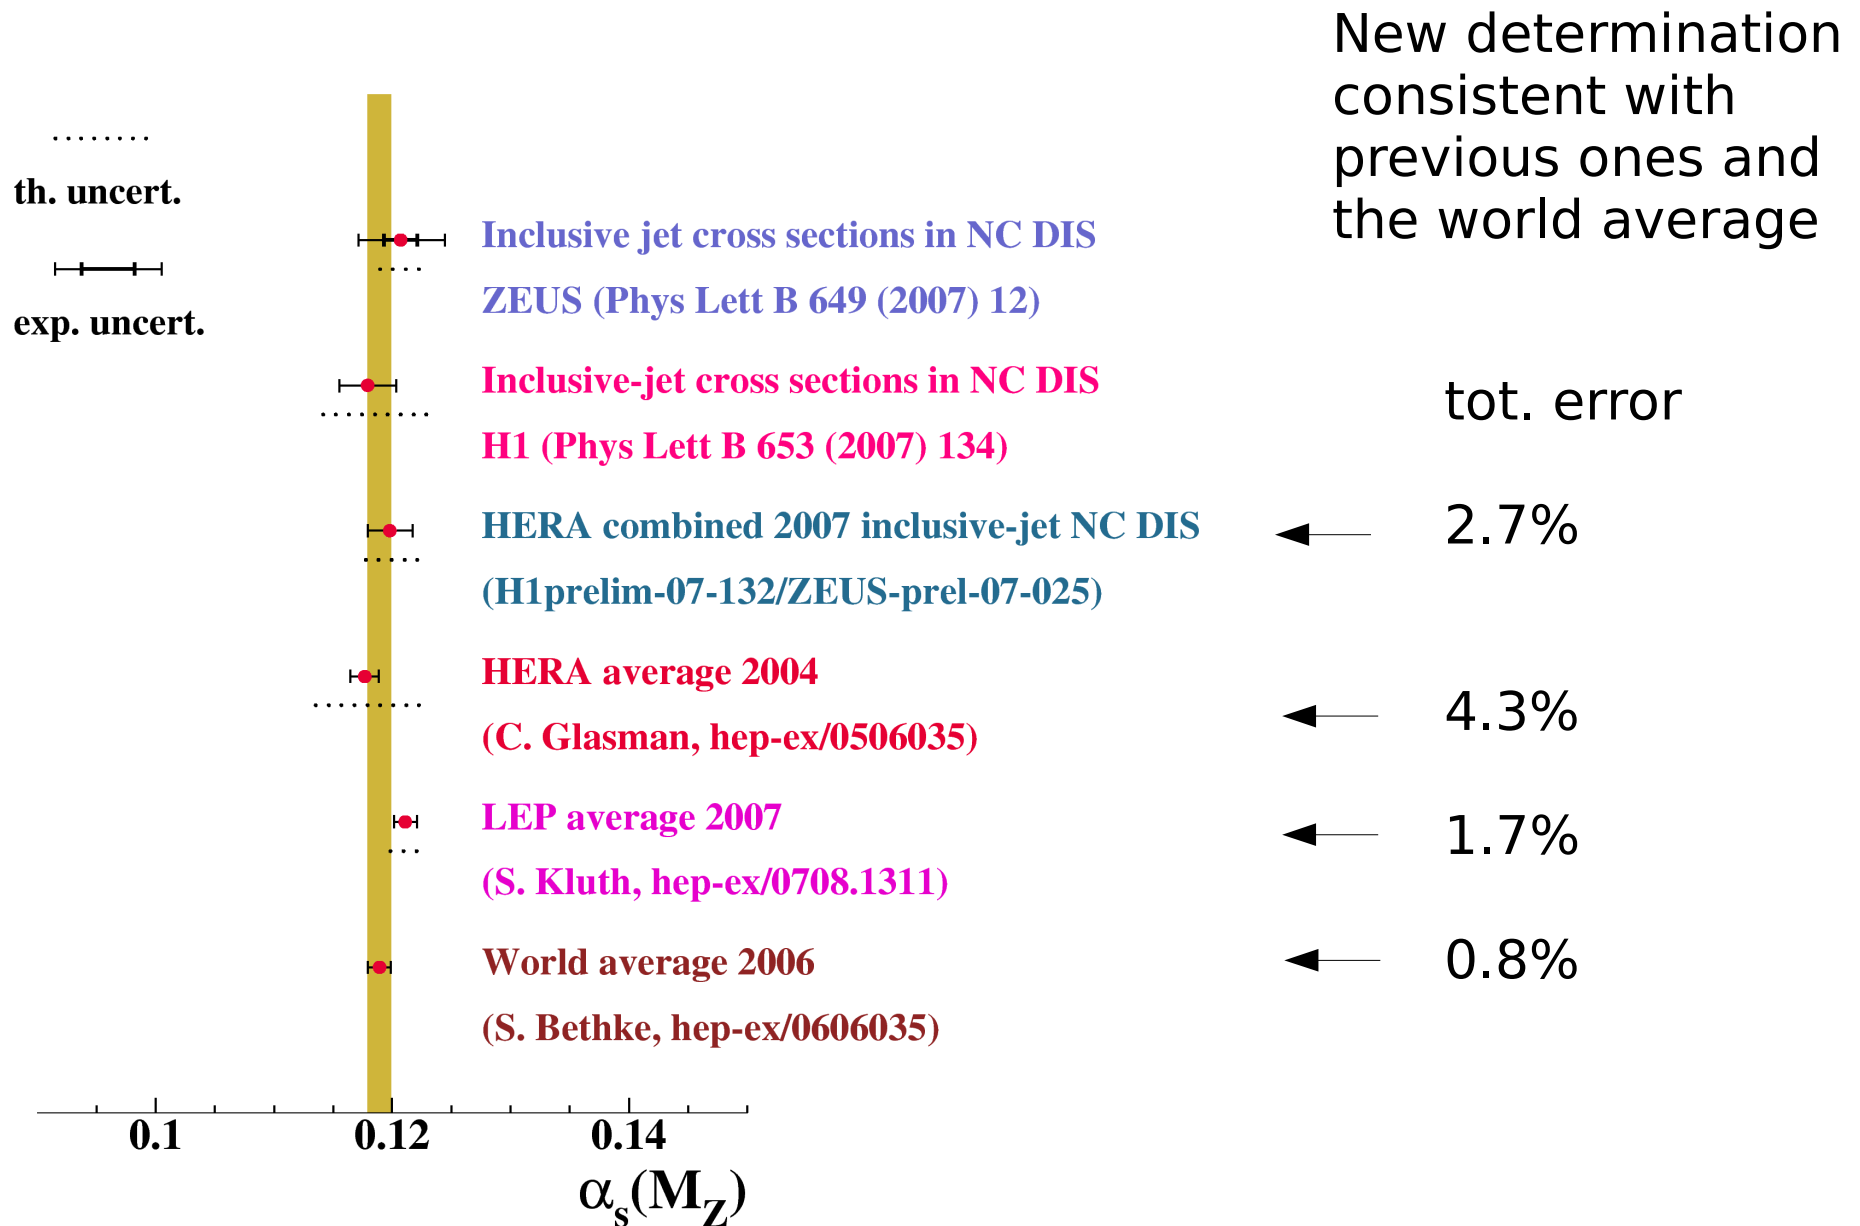 New determination
consistent with
previous ones and
the world average
th. uncert.
exp. uncert.
Inclusive jet cross sections in NC DIS
ZEUS (Phys Lett B 649 (2007) 12)
Inclusive-jet cross sections in NC DIS
H1 (Phys Lett B 653 (2007) 134)
tot. error
HERA combined 2007 inclusive-jet NC DIS
(H1prelim-07-132/ZEUS-prel-07-025)
2.7%
HERA average 2004
(C. Glasman, hep-ex/0506035)
4.3%
LEP average 2007
(S. Kluth, hep-ex/0708.1311)
1.7%
World average 2006
(S. Bethke, hep-ex/0606035)
0.8%
0.1 0.12 0.14
αs(MZ)